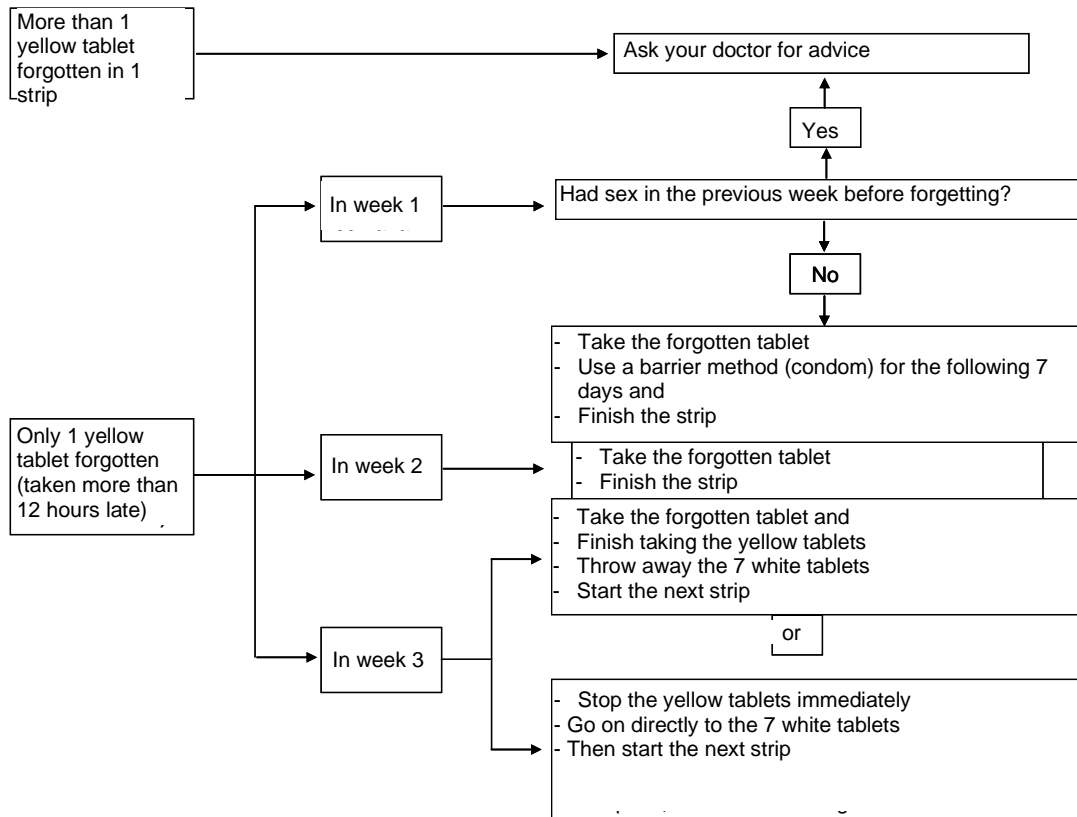 More than 1
yellow tablet
forgotten in 1
strip
Ask your doctor for advice
Yes
In week 1
Had sex in the previous week before forgetting?
No
- Take the forgotten tablet
- Use a barrier method (condom) for the following 7
days and
- Finish the strip
Only 1 yellow
tablet forgotten
(taken more than
12 hours late)
In week 2
- Take the forgotten tablet
- Finish the strip
- Take the forgotten tablet and
- Finish taking the yellow tablets
- Throw away the 7 white tablets
- Start the next strip
or
In week 3
- Stop the yellow tablets immediately
- Go on directly to the 7 white tablets
- Then start the next strip